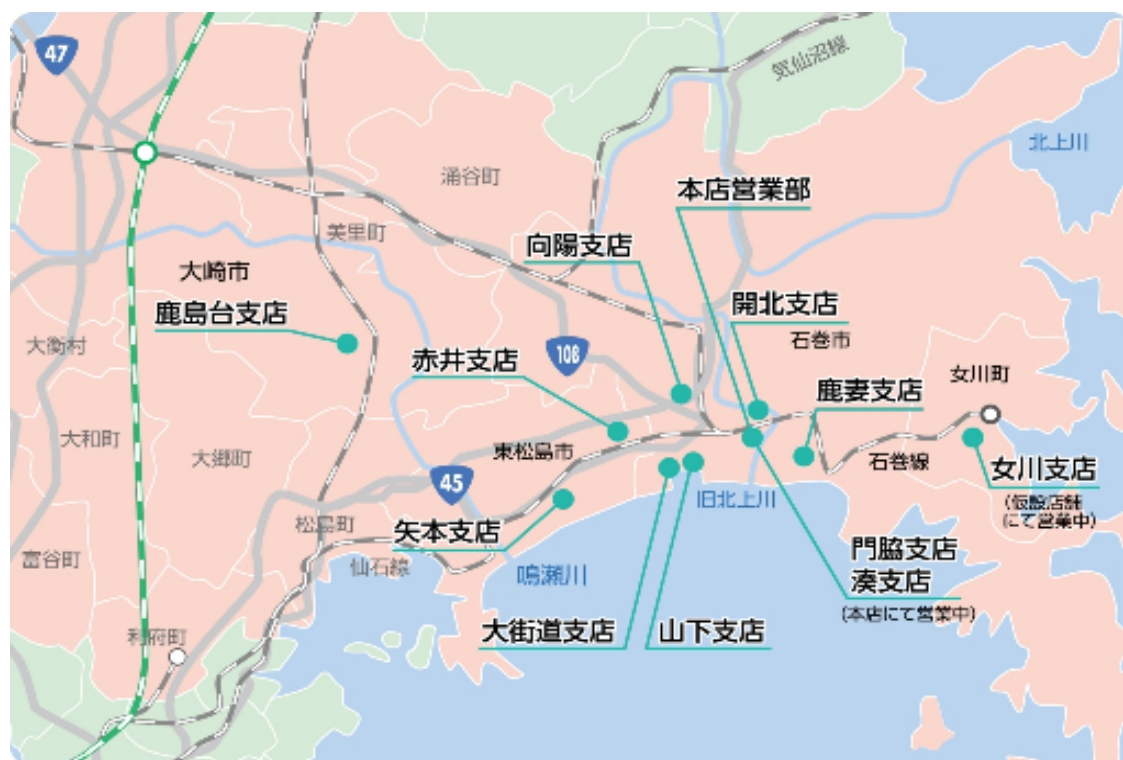 47
気仙沼線
北上川
涌谷町
本店営業部
美里町
向陽支店
大崎市
鹿島台支店
開北支店
石巻市
大衡村
赤井支店
108
女川町
鹿妻支店
大和町
大郷町
東松島市
石巻線
女川支店
(仮設店舗
にて営業中)
45
旧北上川
松島町
矢本支店
富谷町
仙石線
鳴瀬川
門脇支店
湊支店
(本店にて営業中)
大街道支店
山下支店
利府町